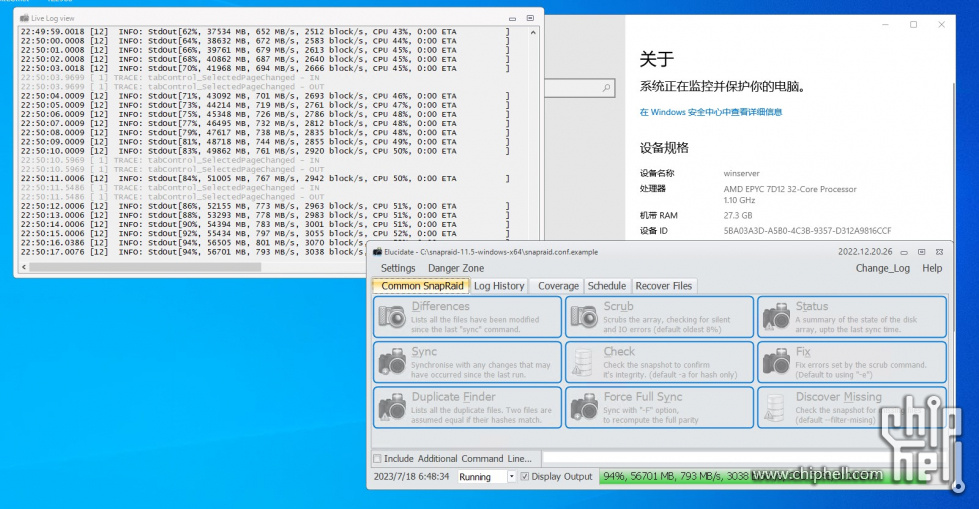 Live Log view
22:49:59.0018 [12] INFO: StdOut[62%, 37534 MB, 652 MB/s, 2512 block/s, CPU 43%, 0:00 ETA ]
22:50:00.0008 [12] INFO: StdOut[64%, 38632 MB, 672 MB/s, 2583 block/s, CPU 44%, 0:00 ETA ]
22:50:01.0008 [12] INFO: StdOut[66%, 39761 MB, 679 MB/s, 2613 block/s, CPU 45%, 0:00 ETA ]
22:50:02.0008 [12] INFO: StdOut[68%, 40862 MB, 687 MB/s, 2640 block/s, CPU 45%, 0:00 ETA ]
22:50:03.0018 [12] INFO: StdOut[70%, 41968 MB, 694 MB/s, 2666 block/s, CPU 45%, 0:00 ETA ]
22:50:03.9699 [ 1] TRACE: tabControl_SelectedPageChanged - IN
22:50:03.9699 [ 1] TRACE: tabControl_SelectedPageChanged - OUT
22:50:04.0009 [12] INFO: StdOut[71%, 43092 MB, 701 MB/s, 2693 block/s, CPU 46%, 0:00 ETA ]
22:50:05.0009 [12] INFO: StdOut[73%, 44214 MB, 719 MB/s, 2761 block/s, CPU 47%, 0:00 ETA ]
22:50:06.0009 [12] INFO: StdOut[75%, 45348 MB, 726 MB/s, 2786 block/s, CPU 48%, 0:00 ETA ]
22:50:07.0009 [12] INFO: StdOut[77%, 46495 MB, 732 MB/s, 2812 block/s, CPU 48%, 0:00 ETA ]
22:50:08.0009 [12] INFO: StdOut[79%, 47617 MB, 738 MB/s, 2835 block/s, CPU 49%, 0:00 ETA ]
22:50:09.0009 [12] INFO: StdOut[81%, 48718 MB, 744 MB/s, 2855 block/s, CPU 49%, 0:00 ETA ]
22:50:10.0009 [12] INFO: StdOut[83%, 49862 MB, 761 MB/s, 2920 block/s, CPU 50%, 0:00 ETA ]
22:50:10.5969 [ 1] TRACE: tabControl_SelectedPageChanged - IN
22:50:10.5969 [ 1] TRACE: tabControl_SelectedPageChanged - OUT
22:50:11.0006 [12] INFO: StdOut[84%, 51005 MB, 767 MB/s, 2942 block/s, CPU 50%, 0:00 ETA ]
22:50:11.5486 [ 1] TRACE: tabControl_SelectedPageChanged - IN
22:50:11.5486 [ 1] TRACE: tabControl_SelectedPageChanged - OUT
22:50:12.0006 [12] INFO: StdOut[86%, 52155 MB, 773 MB/s, 2963 block/s, CPU 51%, 0:00 ETA ]
22:50:13.0006 [12] INFO: StdOut[88%, 53293 MB, 778 MB/s, 2983 block/s, CPU 51%, 0:00 ETA ]
22:50:14.0006 [12] INFO: StdOut[90%, 54394 MB, 783 MB/s, 3001 block/s, CPU 51%, 0:00 ETA ]
22:50:15.0006 [12] INFO: StdOut[92%, 55434 MB, 797 MB/s, 3055 block/s, CPU 52%, 0:00 ETA ]
22:50:16.0386 [12] INFO: StdOut[94%, 56505 MB, 801 MB/s, 3070 block/s
22:50:17.0076 [12] INFO: StdOut[94%, 56701 MB, 793 MB/s, 3038 block/s
关于
系统正在监控并保护你的电脑。
在 Windows 安全中心中查看详细信息
设备规格
设备名称 winserver
处理器 AMD EPYC 7D12 32-Core Processor
1.10 GHz
机带 RAM 27.3 GB
设备 ID 5BA03A3D-A5B0-4C3B-9357-D312A9816CCF
Elucidate - C:\snapraid-11.5-windows-x64\snapraid.conf.example 2022.12.20.26
Settings Danger Zone Change_Log Help
Common SnapRaid Log History Coverage Schedule Recover Files
Differences
Lists all the files have been modified
since the last "sync" command.
Scrub
Scrubs the array, checking for silent
and IO errors (default oldest 8%)
Status
A summary of the state of the disk
array, upto the last sync time.
Sync
Synchronise with any changes that may
have occurred since the last run.
Check
Check the snapshot to confirm
it's integrity. (default -a for hash only)
Fix
Fix errors set by the scrub command.
(Default to using "-e")
Duplicate Finder
Lists all the duplicate files. Two files are
assumed equal if their hashes match.
Force Full Sync
Sync with "-F" option,
to recompute the full parity
Discover Missing
Check the snapshot for
(default --filter-missing)
Include Additional Command Line...
2023/7/18 6:48:34 Running Display Output 94%, 56701 MB, 793 MB/s, 3038
www.chiphell.com
chip hell